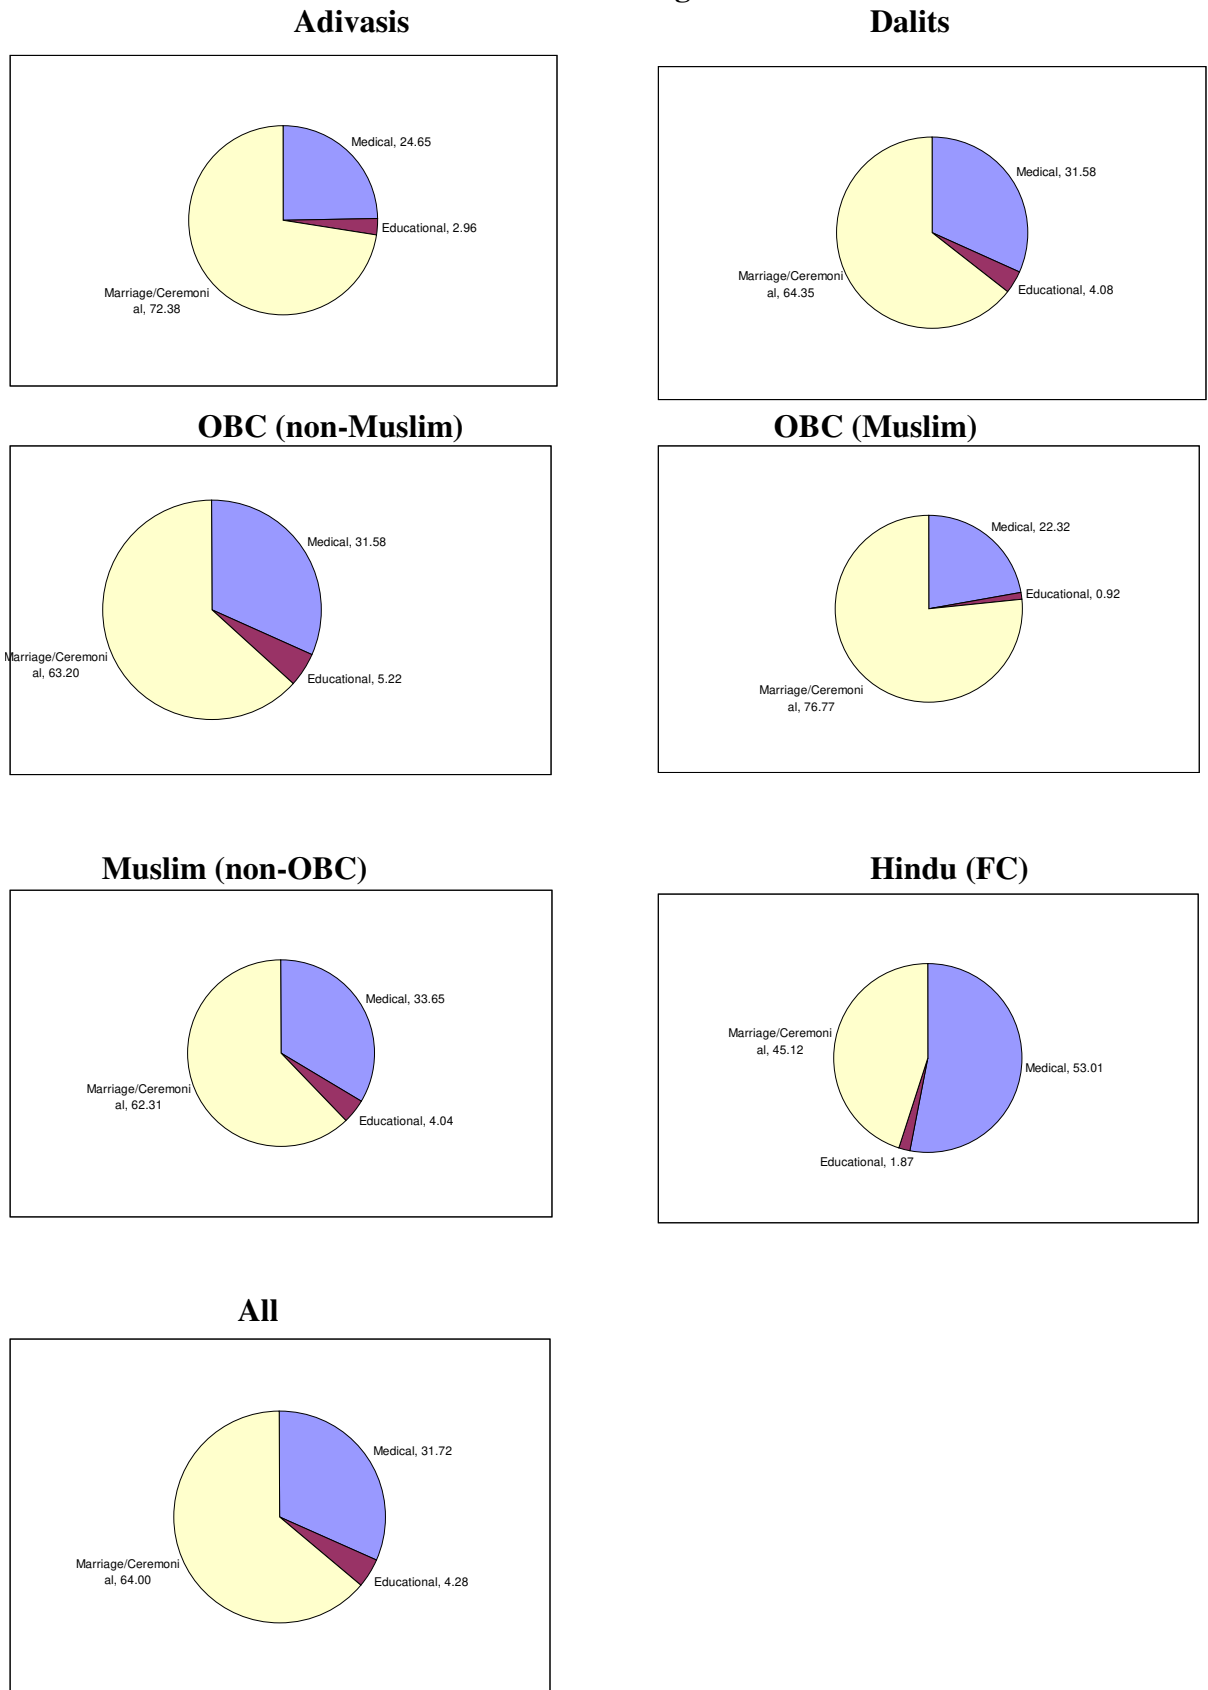 Adivasis
Dalits
Medical, 24.65
Educational, 2.96
Marriage/Ceremoni
al, 72.38
Medical, 31.58
Marriage/Ceremoni
al, 64.35
Educational, 4.08
OBC (non-Muslim)
OBC (Muslim)
Medical, 31.58
Marriage/Ceremoni
al, 63.20
Educational, 5.22
Medical, 22.32
Educational, 0.92
Marriage/Ceremoni
al, 76.77
Muslim (non-OBC)
Hindu (FC)
Medical, 33.65
Marriage/Ceremoni
al, 62.31
Educational, 4.04
Marriage/Ceremoni
al, 45.12
Medical, 53.01
Educational, 1.87
All
Medical, 31.72
Marriage/Ceremoni
al, 64.00
Educational, 4.28